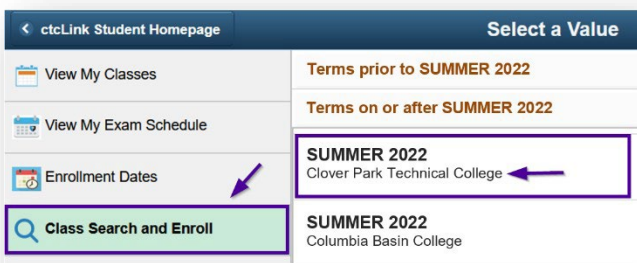 ctcLink Student Homepage
Select a Value
View My Classes
View My Exam Schedule
Enrollment Dates
Class Search and Enroll
Terms prior to SUMMER 2022
Terms on or after SUMMER 2022
SUMMER 2022
Clover Park Technical College
SUMMER 2022
Columbia Basin College